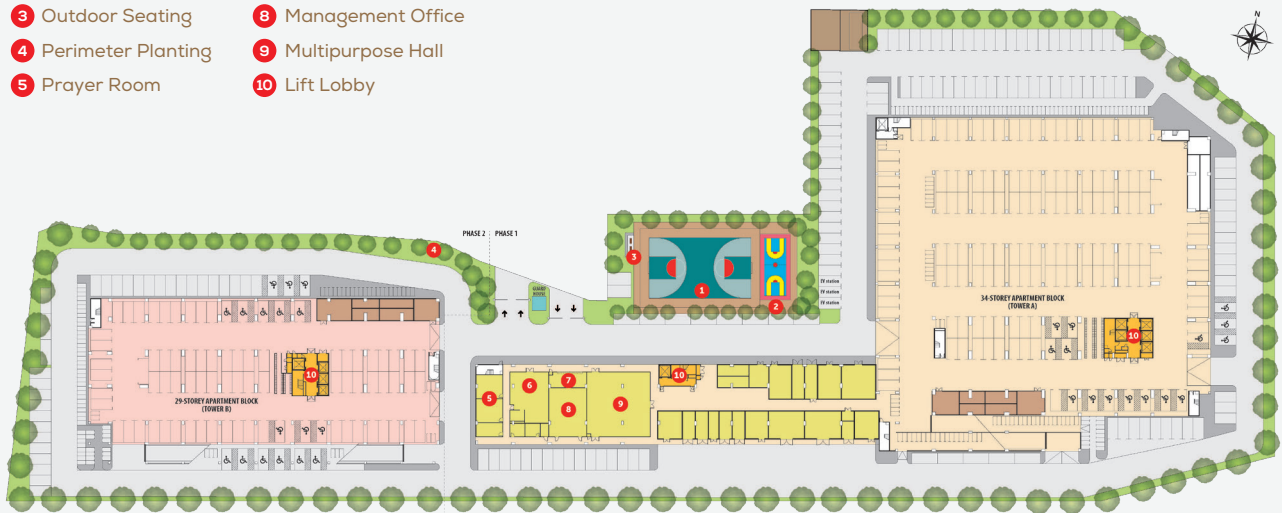 3 Outdoor Seating
4 Perimeter Planting
5 Prayer Room
8 Management Office
9 Multipurpose Hall
10 Lift Lobby
N
PHASE 2
PHASE 1
4
3
1
2
GUARD
HOUSE
EV station
EV station
EV station
34-STOREY APARTMENT BLOCK
(TOWER A)
10
10
29-STOREY APARTMENT BLOCK
(TOWER B)
5
6
7
8
9
10